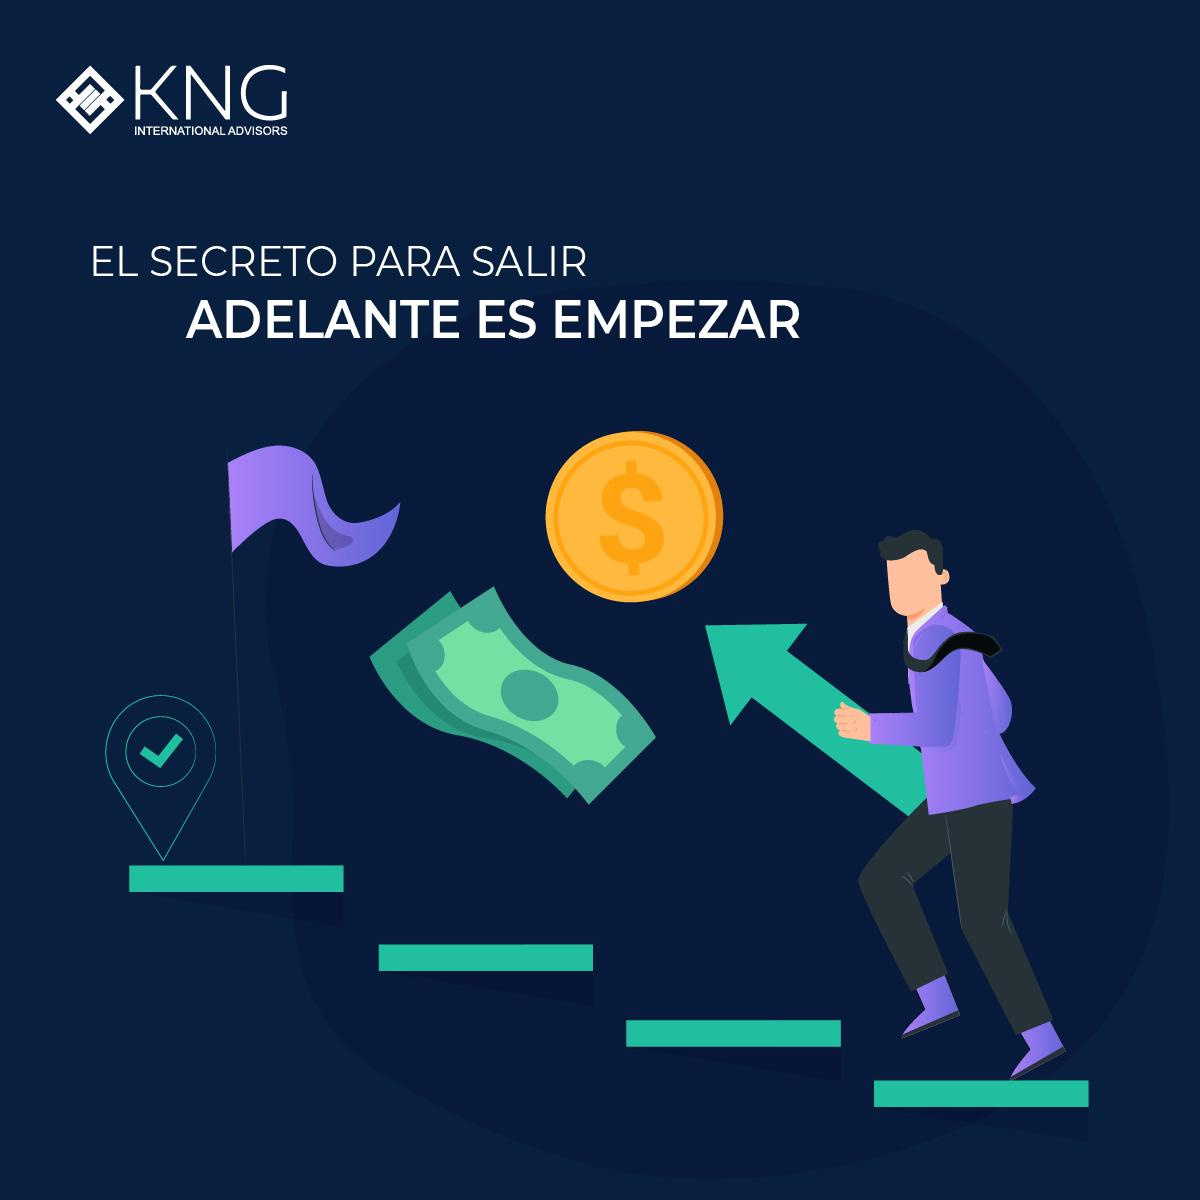 KNG
INTERNATIONAL ADVISORS
EL SECRETO PARA SALIR
ADELANTE ES EMPEZAR
$